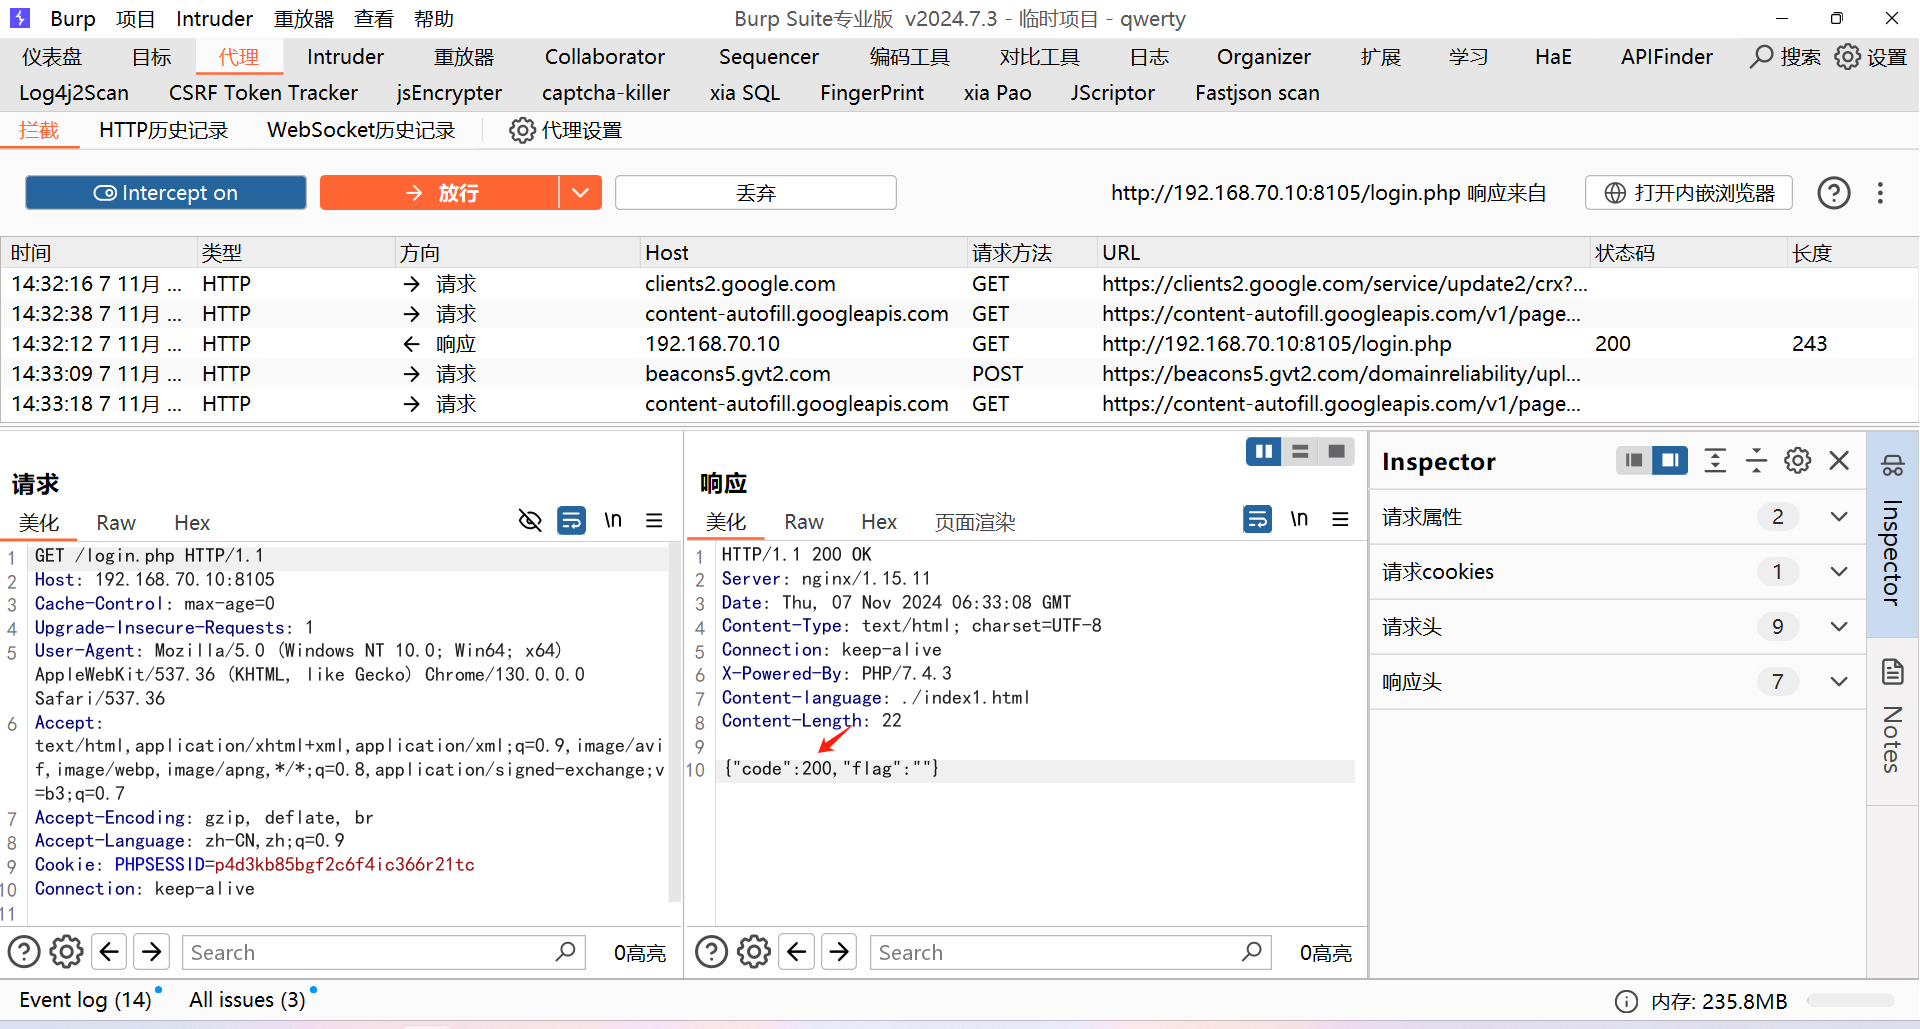 Burp 项目 Intruder 重放器 查看 帮助 Burp Suite专业版 v2024.7.3 - 临时项目 - qwerty
仪表盘 目标 代理 Intruder 重放器 Collaborator Sequencer 编码工具 对比工具 日志 Organizer 扩展 学习 HaE APIFinder 搜索 设置
Log4j2Scan CSRF Token Tracker jsEncrypter captcha-killer xia SQL FingerPrint xia Pao JScriptor Fastjson scan
拦截 HTTP历史记录 WebSocket历史记录 代理设置
Intercept on 放行 丢弃 http://192.168.70.10:8105/login.php 响应来自 打开内嵌浏览器
时间 类型 方向 Host 请求方法 URL 状态码 长度
14:32:16 7 11月 ... HTTP → 请求 clients2.google.com GET https://clients2.google.com/service/update2/crx?...
14:32:38 7 11月 ... HTTP → 请求 content-autofill.googleapis.com GET https://content-autofill.googleapis.com/v1/page...
14:32:12 7 11月 ... HTTP ← 响应 192.168.70.10 GET http://192.168.70.10:8105/login.php 200 243
14:33:09 7 11月 ... HTTP → 请求 beacons5.gvt2.com POST https://beacons5.gvt2.com/domainreliability/upl...
14:33:18 7 11月 ... HTTP → 请求 content-autofill.googleapis.com GET https://content-autofill.googleapis.com/v1/page...
请求
美化 Raw Hex \n
1 GET /login.php HTTP/1.1
2 Host: 192.168.70.10:8105
3 Cache-Control: max-age=0
4 Upgrade-Insecure-Requests: 1
5 User-Agent: Mozilla/5.0 (Windows NT 10.0; Win64; x64)
AppleWebKit/537.36 (KHTML, like Gecko) Chrome/130.0.0.0
Safari/537.36
6 Accept:
text/html,application/xhtml+xml,application/xml;q=0.9,image/avi
f,image/webp,image/apng,*/*;q=0.8,application/signed-exchange;v
=b3;q=0.7
7 Accept-Encoding: gzip, deflate, br
8 Accept-Language: zh-CN,zh;q=0.9
9 Cookie: PHPSESSID=p4d3kb85bgf2c6f4ic366r21tc
10 Connection: keep-alive
11
Search 0高亮
响应
美化 Raw Hex 页面渲染 \n
1 HTTP/1.1 200 OK
2 Server: nginx/1.15.11
3 Date: Thu, 07 Nov 2024 06:33:08 GMT
4 Content-Type: text/html; charset=UTF-8
5 Connection: keep-alive
6 X-Powered-By: PHP/7.4.3
7 Content-language: ./index1.html
8 Content-Length: 22
9
10 {"code":200,"flag":""}
Search 0高亮
Inspector
请求属性 2
请求cookies 1
请求头 9
响应头 7
Inspector
Notes
Event log (14) All issues (3) 内存: 235.8MB